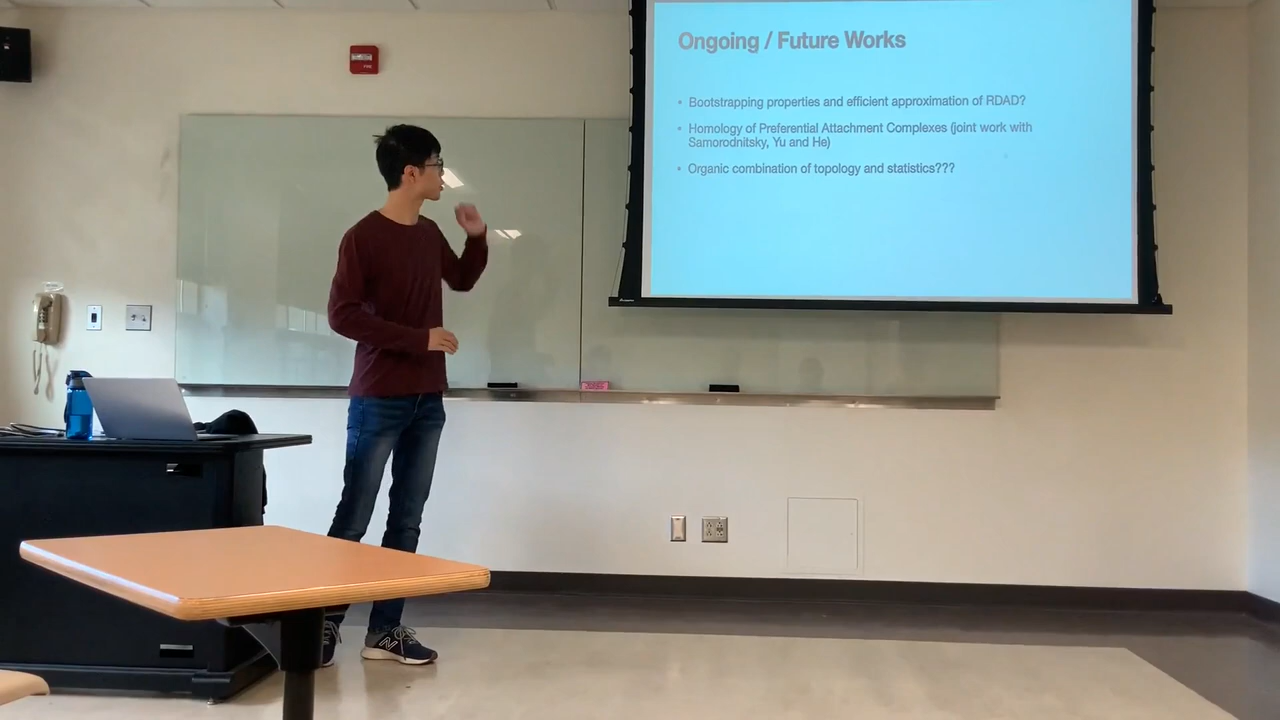 Ongoing / Future Works
• Bootstrapping properties and efficient approximation of RDAD?
• Homology of Preferential Attachment Complexes (joint work with
Samorodnitsky, Yu and He)
• Organic combination of topology and statistics???
FIRE
N